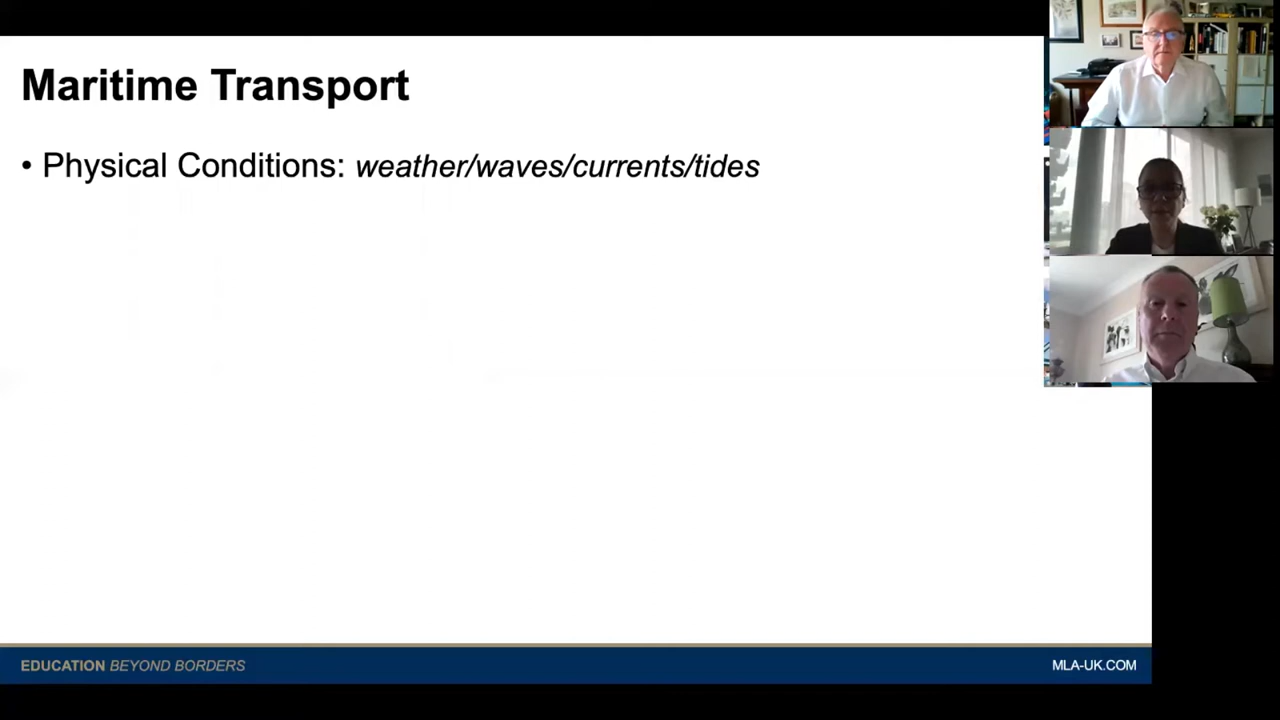 Maritime Transport
• Physical Conditions: weather/waves/currents/tides
EDUCATION BEYOND BORDERS
MLA-UK.COM